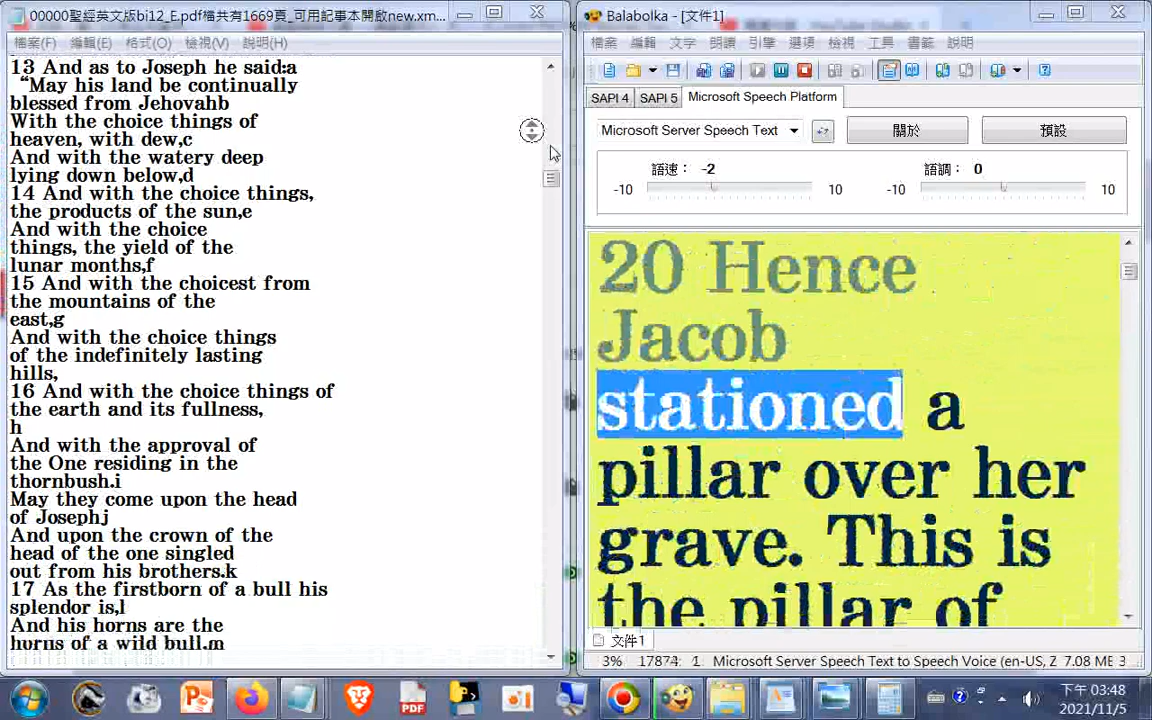 00000聖經英文版bi12_E.pdf檔共有1669頁_可用記事本開啟new.xm...
檔案(F) 編輯(E) 格式(O) 檢視(V) 說明(H)
13 And as to Joseph he said:a
“May his land be continually
blessed from Jehovahb
With the choice things of
heaven, with dew,c
And with the watery deep
lying down below,d
14 And with the choice things,
the products of the sun,e
And with the choice
things, the yield of the
lunar months,f
15 And with the choicest from
the mountains of the
east,g
And with the choice things
of the indefinitely lasting
hills,
16 And with the choice things of
the earth and its fullness,
h
And with the approval of
the One residing in the
thornbush.i
May they come upon the head
of Josephj
And upon the crown of the
head of the one singled
out from his brothers.k
17 As the firstborn of a bull his
splendor is,l
And his horns are the
horns of a wild bull.m
Balabolka - [文件1]
檔案 編輯 文字 朗讀 引擎 選項 檢視 工具 書籤 說明
SAPI 4 SAPI 5 Microsoft Speech Platform
Microsoft Server Speech Text 關於 預設
語速： -2 語調： 0
-10 10 -10 10
20 Hence
Jacob
stationed a
pillar over her
grave. This is
the pillar of
文件1
3% 17874: 1 Microsoft Server Speech Text to Speech Voice (en-US, Z 7.08 MB 3
PDF
下午 03:48
2021/11/5